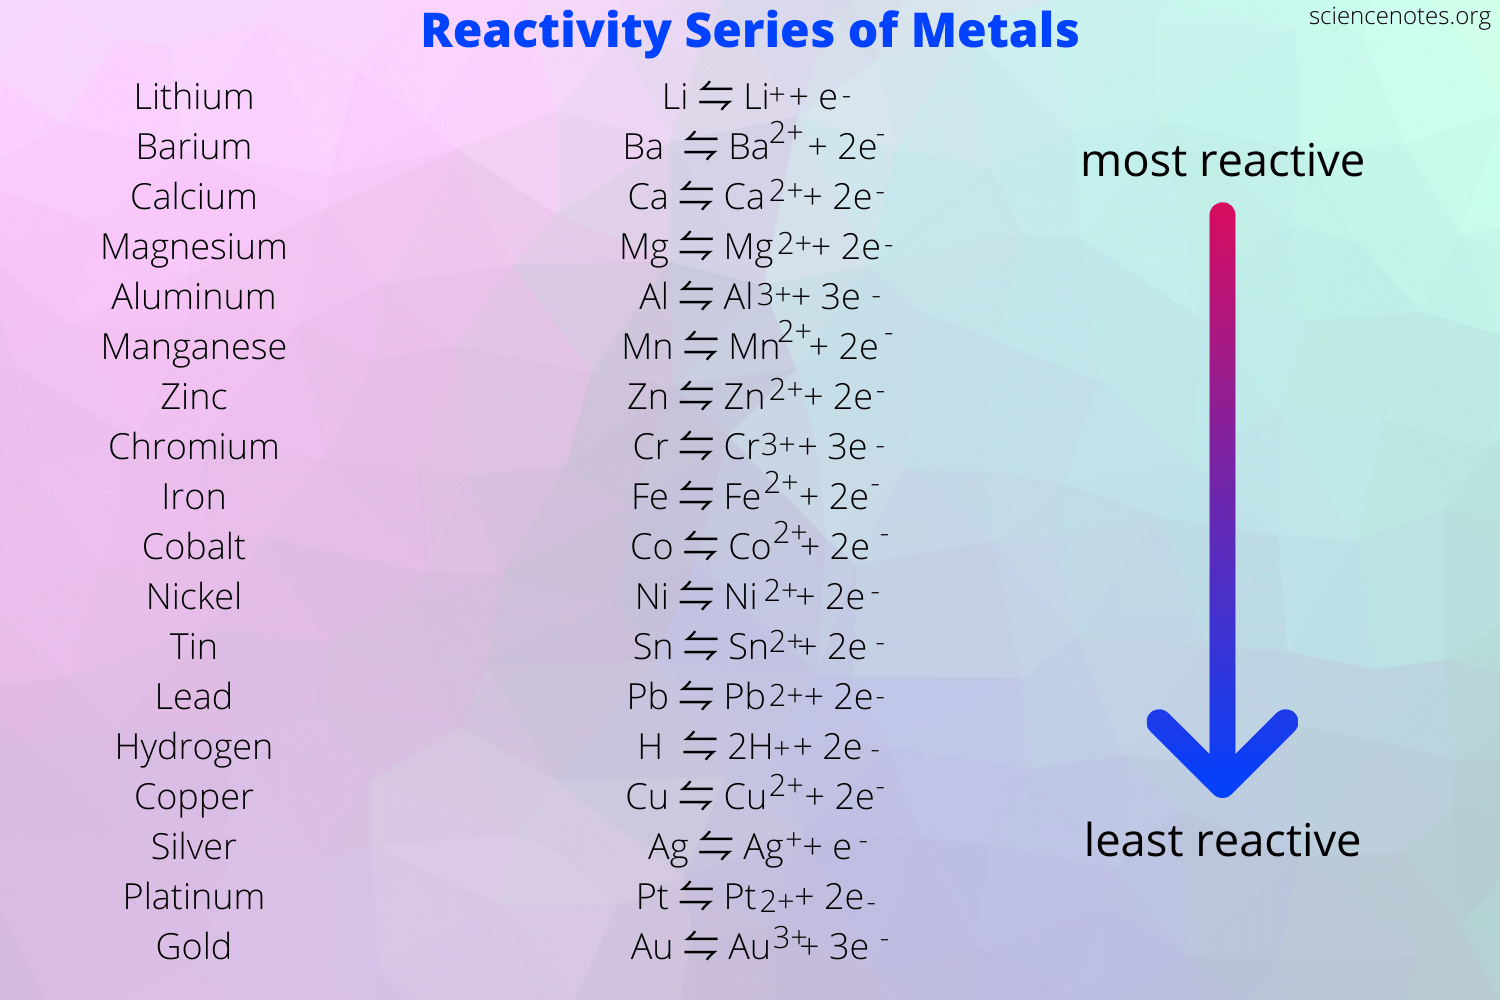 Reactivity Series of Metals
sciencenotes.org
Lithium Li ⇆ Li+ + e-
Barium Ba ⇆ Ba2+ + 2e-
most reactive
Calcium Ca ⇆ Ca2+ + 2e-
Magnesium Mg ⇆ Mg2+ + 2e-
Aluminum Al ⇆ Al3+ + 3e-
Manganese Mn ⇆ Mn2+ + 2e-
Zinc Zn ⇆ Zn2+ + 2e-
Chromium Cr ⇆ Cr3+ + 3e-
Iron Fe ⇆ Fe2+ + 2e-
Cobalt Co ⇆ Co2+ + 2e-
Nickel Ni ⇆ Ni2+ + 2e-
Tin Sn ⇆ Sn2+ + 2e-
Lead Pb ⇆ Pb2+ + 2e-
Hydrogen H ⇆ 2H+ + 2e-
Copper Cu ⇆ Cu2+ + 2e-
Silver Ag ⇆ Ag+ + e-
least reactive
Platinum Pt ⇆ Pt2+ + 2e-
Gold Au ⇆ Au3+ + 3e-